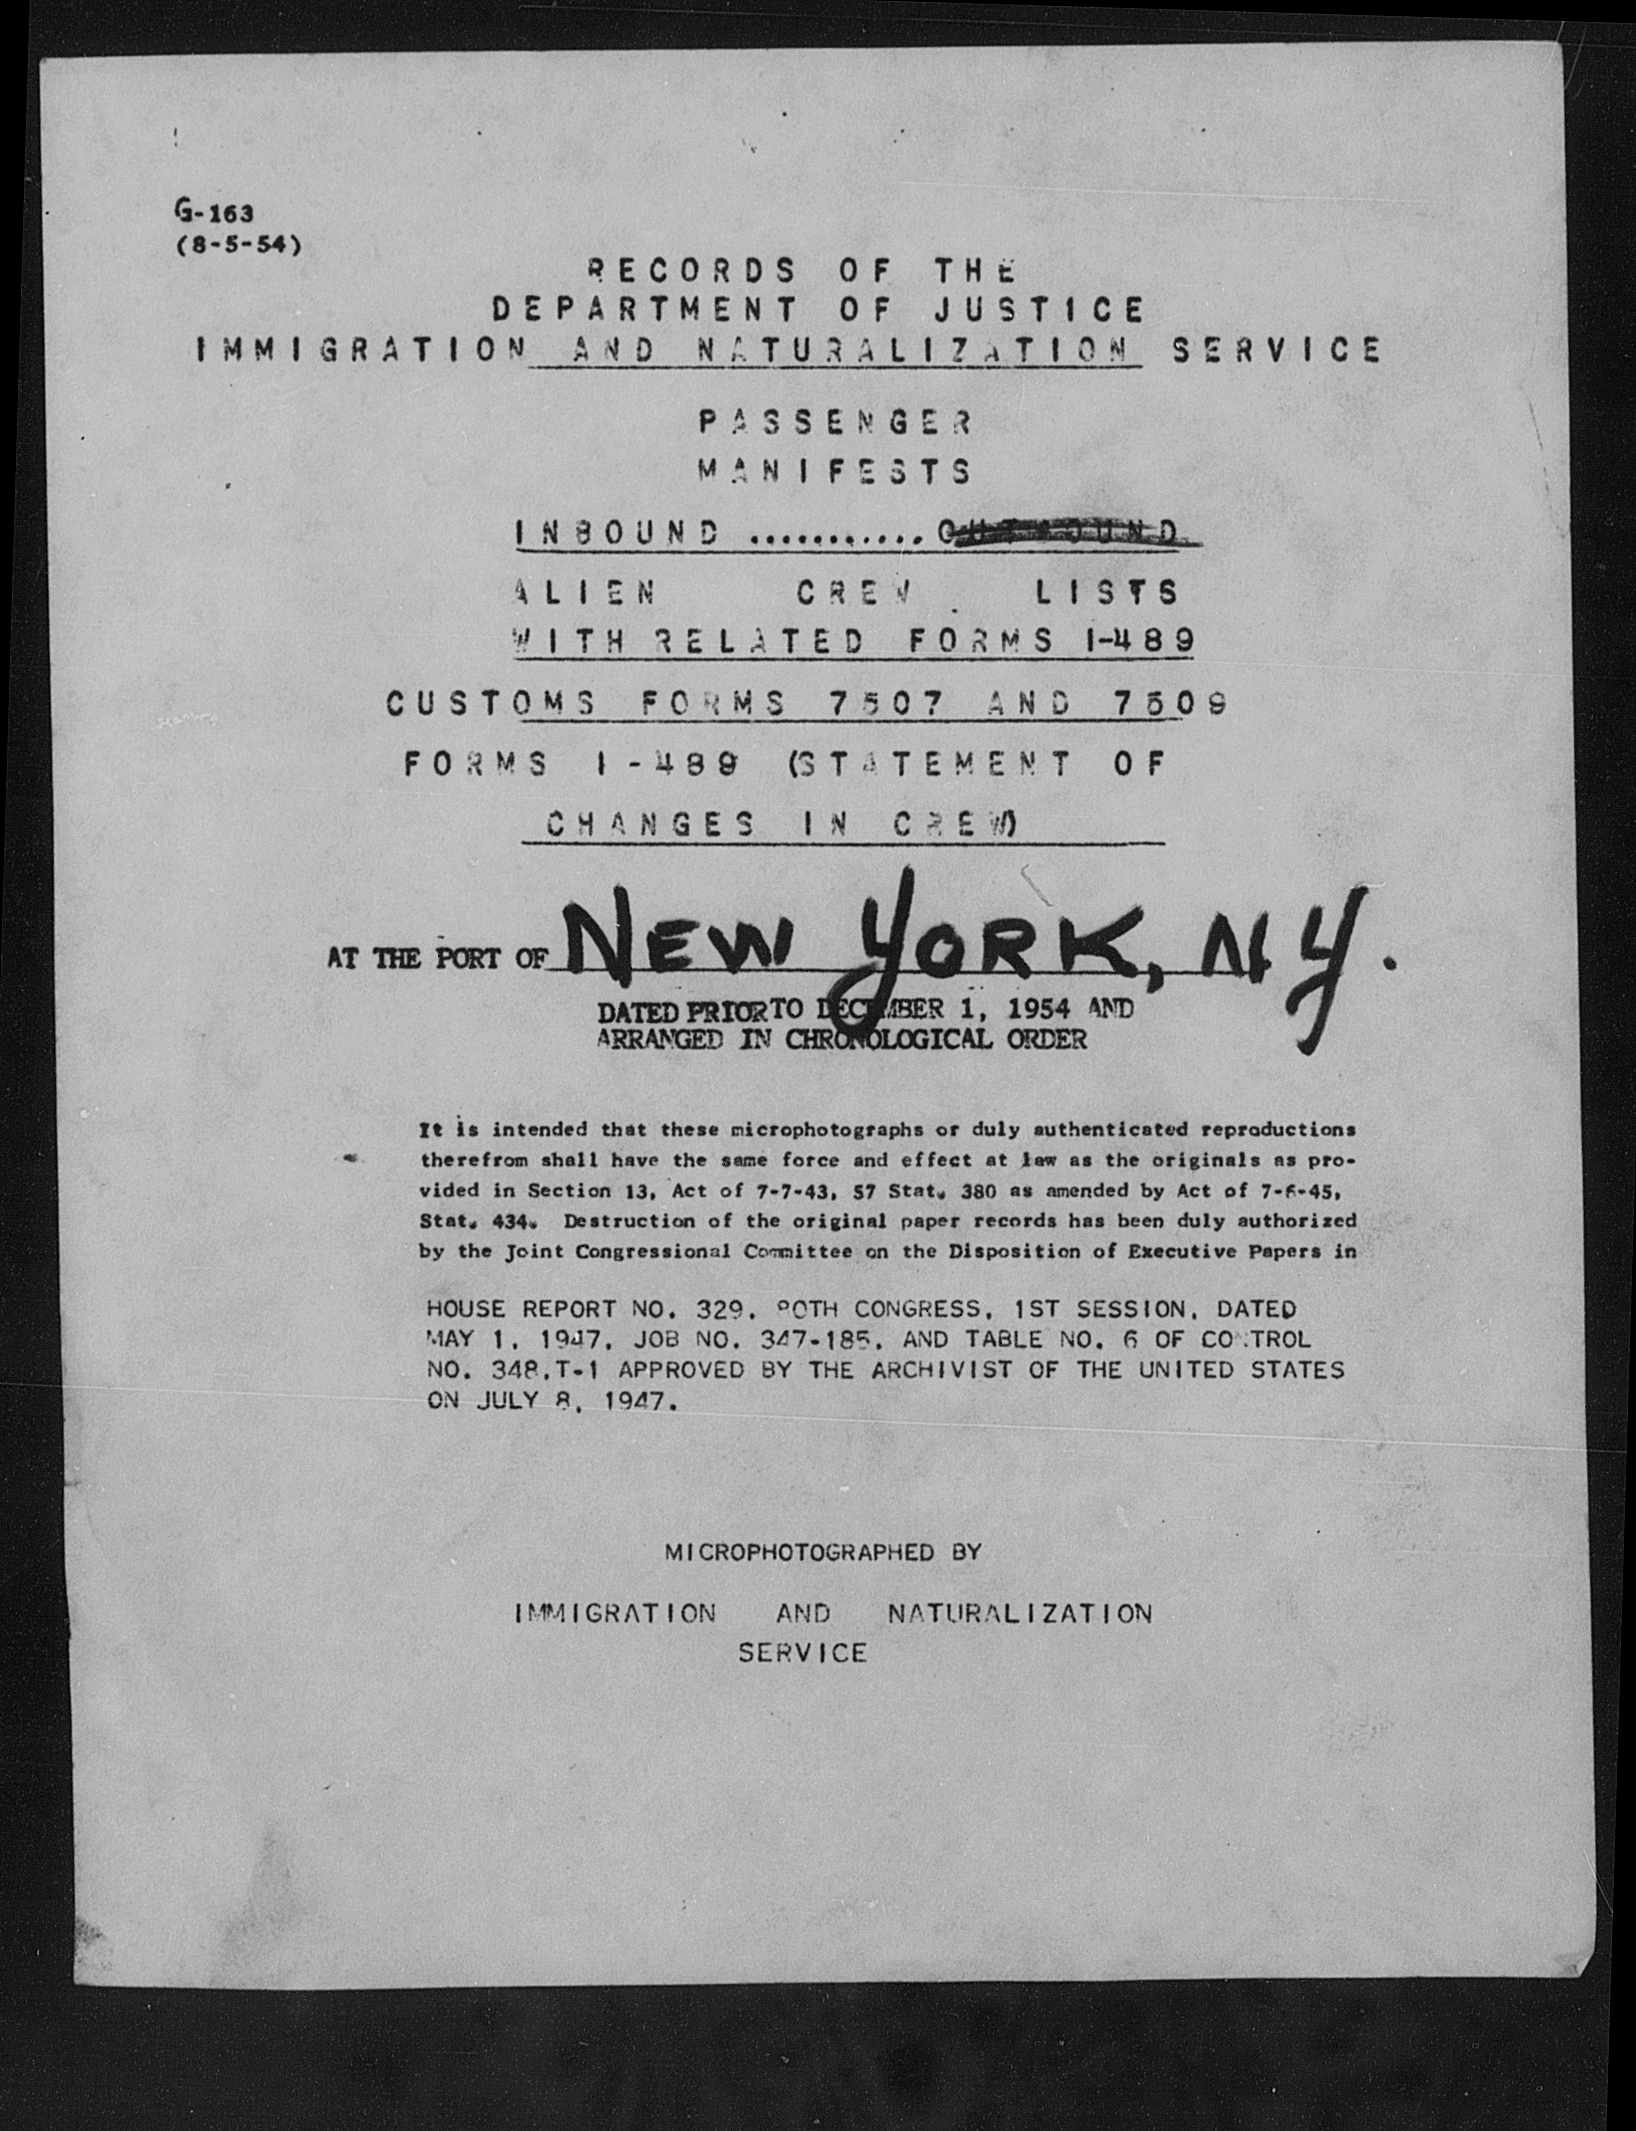 G-163
(8-5-54)
RECORDS OF THE
DEPARTMENT OF JUSTICE
IMMIGRATION AND NATURALIZATION SERVICE
PASSENGER
MANIFESTS
INBOUND ........... OUTBOUND
ALIEN CREW LISTS
WITH RELATED FORMS I-489
CUSTOMS FORMS 7507 AND 7509
FORMS I-489 (STATEMENT OF
CHANGES IN CREW)
AT THE PORT OF NEW YORK, NY.
DATED PRIOR TO DECEMBER 1, 1954 AND
ARRANGED IN CHRONOLOGICAL ORDER
It is intended that these microphotographs or duly authenticated reproductions
therefrom shall have the same force and effect at law as the originals as pro-
vided in Section 13, Act of 7-7-43, 57 Stat. 380 as amended by Act of 7-6-45,
Stat. 434. Destruction of the original paper records has been duly authorized
by the Joint Congressional Committee on the Disposition of Executive Papers in
HOUSE REPORT NO. 329, 80TH CONGRESS, 1ST SESSION, DATED
MAY 1, 1947, JOB NO. 347-185, AND TABLE NO. 6 OF CONTROL
NO. 348,T-1 APPROVED BY THE ARCHIVIST OF THE UNITED STATES
ON JULY 8, 1947.
MICROPHOTOGRAPHED BY
IMMIGRATION AND NATURALIZATION
SERVICE